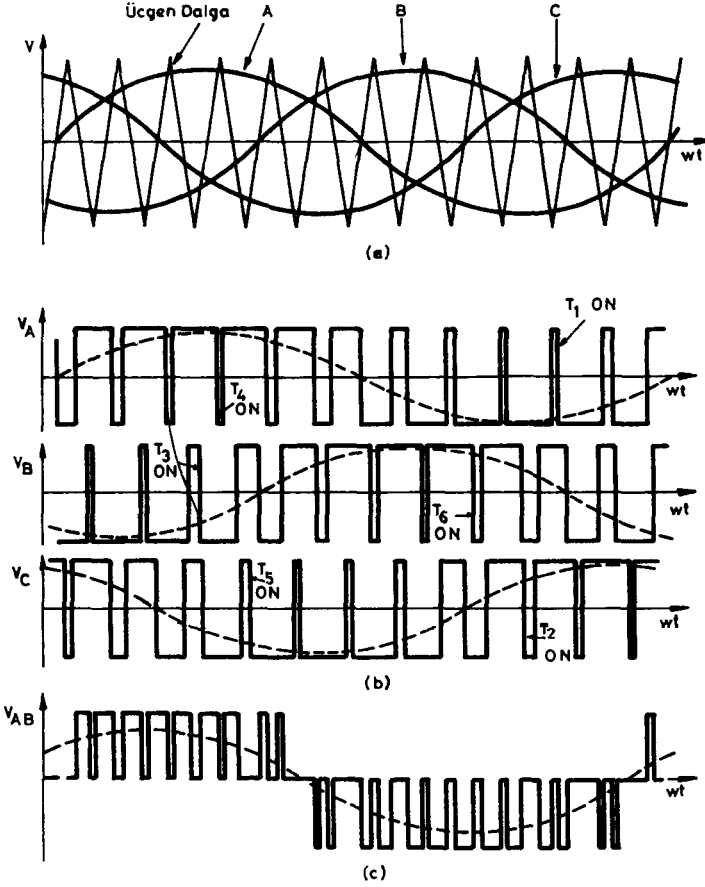 Üçgen Dalga A B C
V
wt
(a)
V_A
T_1 ON
T_4
ON
wt
V_B
T_3
ON
T_6
ON
wt
V_C
T_5
ON
T_2
ON
wt
(b)
V_AB
wt
(c)